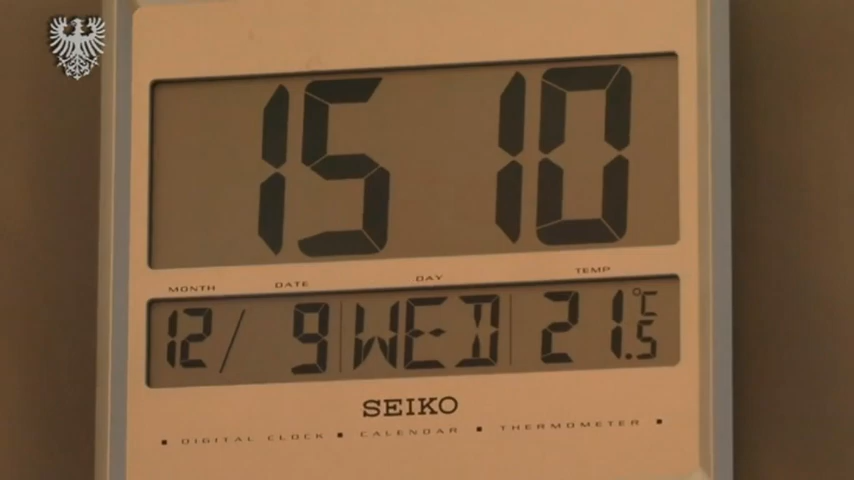 15 10
MONTH DATE DAY TEMP
12/ 9 WED 21.5 °C
SEIKO
▪ DIGITAL CLOCK ▪ CALENDAR ▪ THERMOMETER ▪